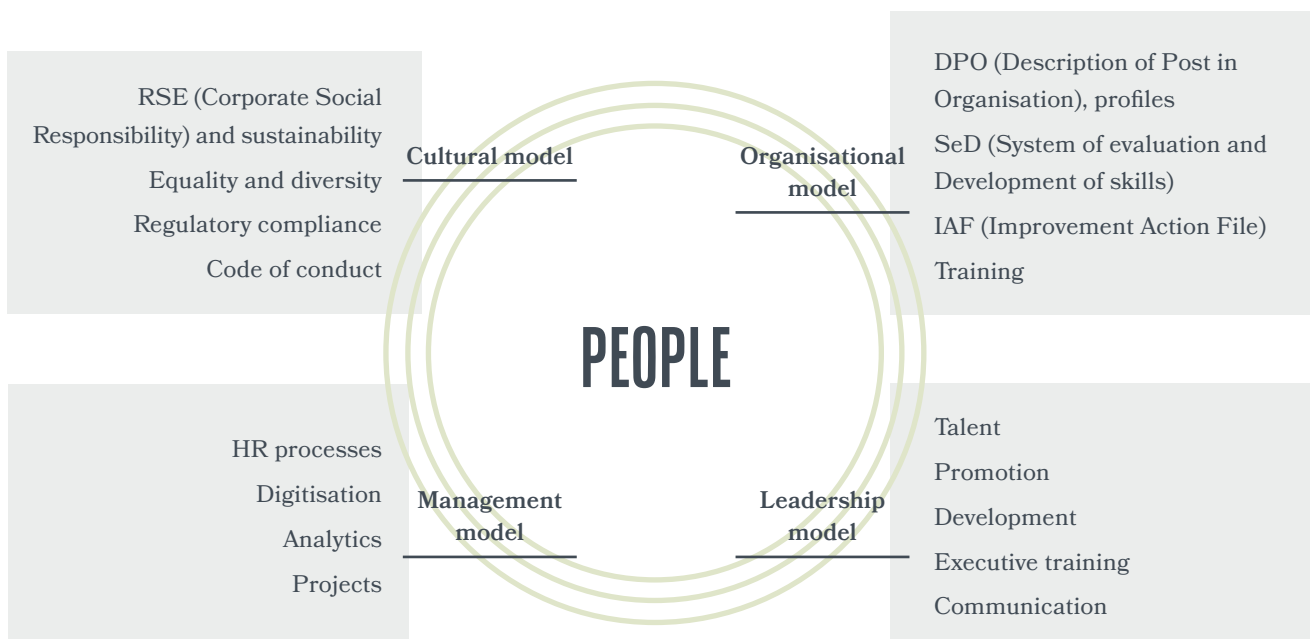 RSE (Corporate Social
Responsibility) and sustainability
Equality and diversity
Regulatory compliance
Code of conduct
Cultural model
Organisational
model
DPO (Description of Post in
Organisation), profiles
SeD (System of evaluation and
Development of skills)
IAF (Improvement Action File)
Training
PEOPLE
HR processes
Digitisation
Analytics
Projects
Management
model
Leadership
model
Talent
Promotion
Development
Executive training
Communication